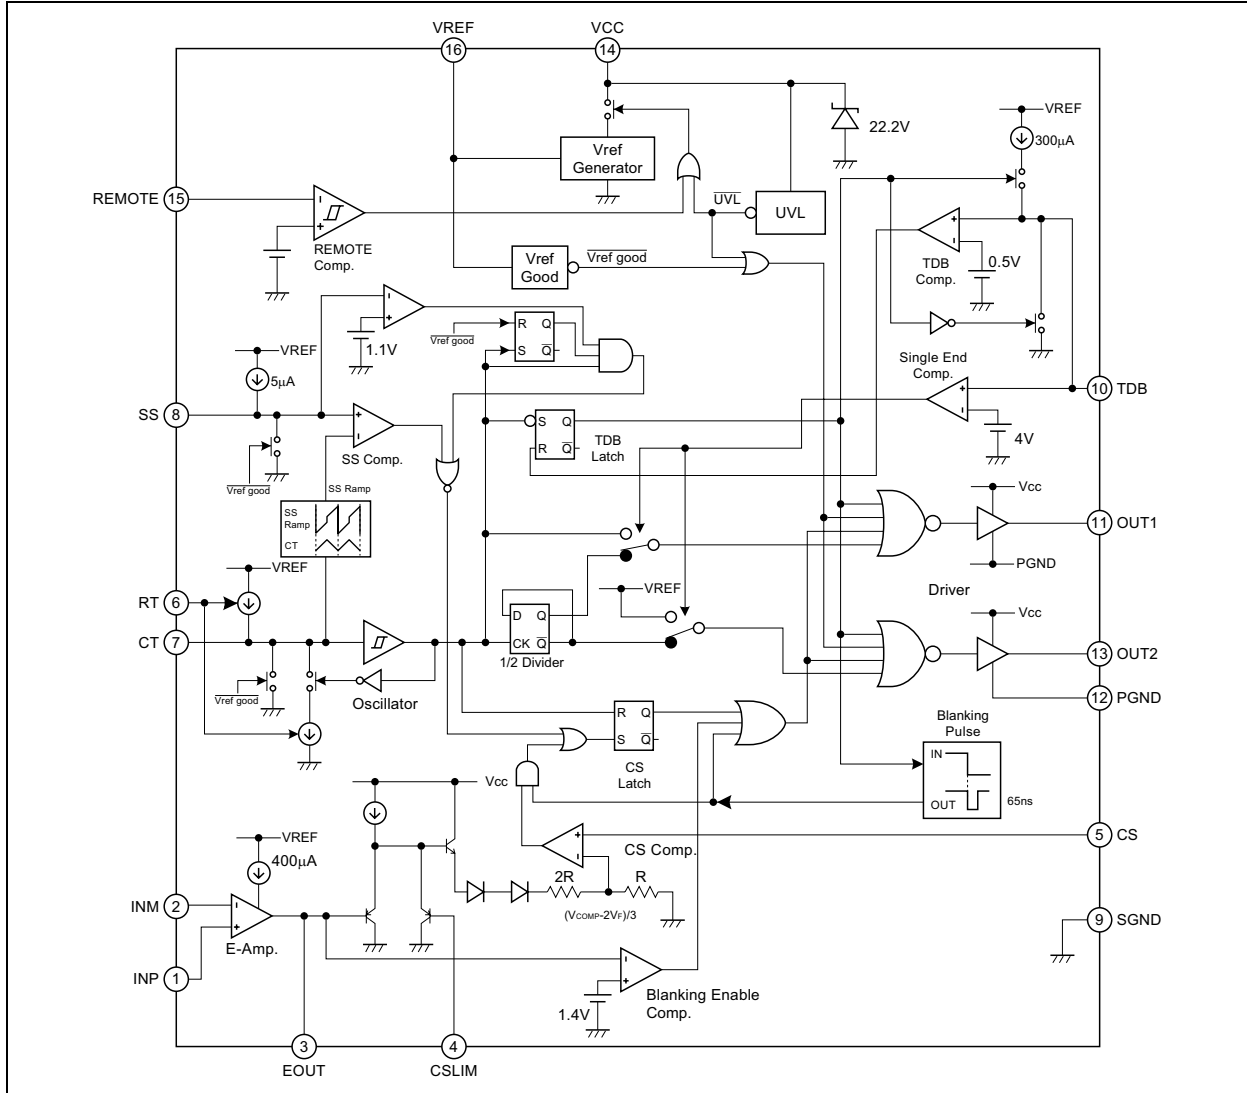 VREF
VCC
16
14
22.2V
VREF
300µA
Vref
Generator
REMOTE
15
REMOTE
Comp.
UVL
UVL
Vref
Good
Vref good
TDB
Comp.
0.5V
1.1V
Vref good
R Q
S Q
VREF
5µA
SS
8
Vref good
SS Comp.
SS Ramp
SS
Ramp
CT
S Q
R Q
TDB
Latch
Single End
Comp.
10
TDB
4V
Vcc
11
OUT1
PGND
Driver
VREF
RT
6
CT
7
Vref good
Oscillator
D Q
CK Q
1/2 Divider
VREF
Vcc
13
OUT2
12
PGND
R Q
S Q
CS
Latch
Blanking
Pulse
IN
OUT
65ns
Vcc
CS Comp.
5
CS
VREF
400µA
2R
R
(VCOMP-2VF)/3
INM
2
E-Amp.
INP
1
9
SGND
1.4V
Blanking Enable
Comp.
3
EOUT
4
CSLIM